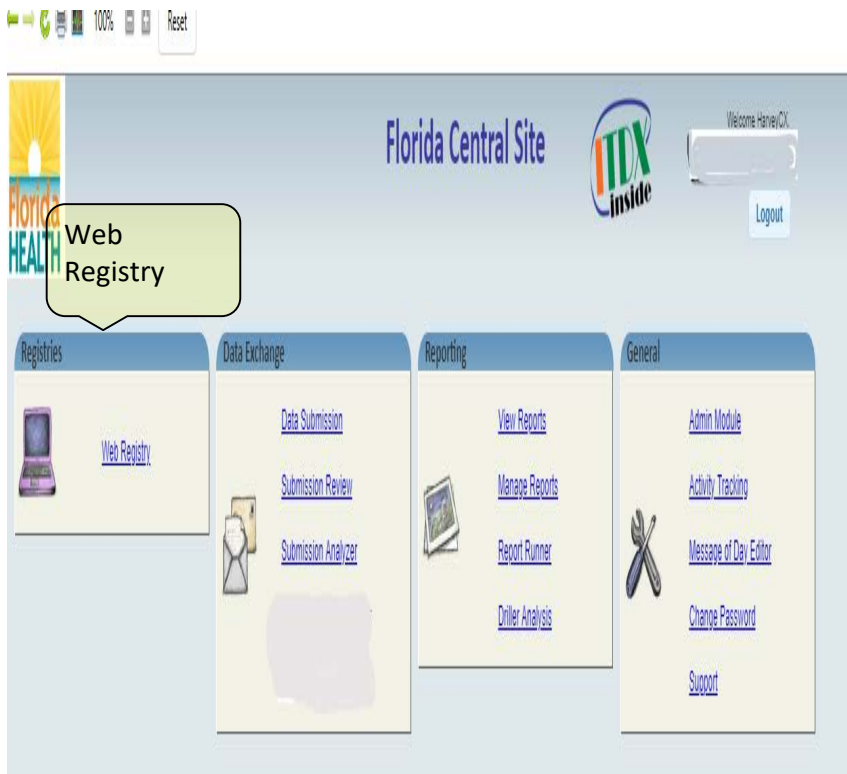 100%
Reset
Florida
HEALTH
Florida Central Site
ITDX
inside
Welcome HarveyCX.
Logout
Web
Registry
Registries
Web Registry
Data Exchange
Data Submission
Submission Review
Submission Analyzer
Reporting
View Reports
Manage Reports
Report Runner
Driller Analysis
General
Admin Module
Activity Tracking
Message of Day Editor
Change Password
Support